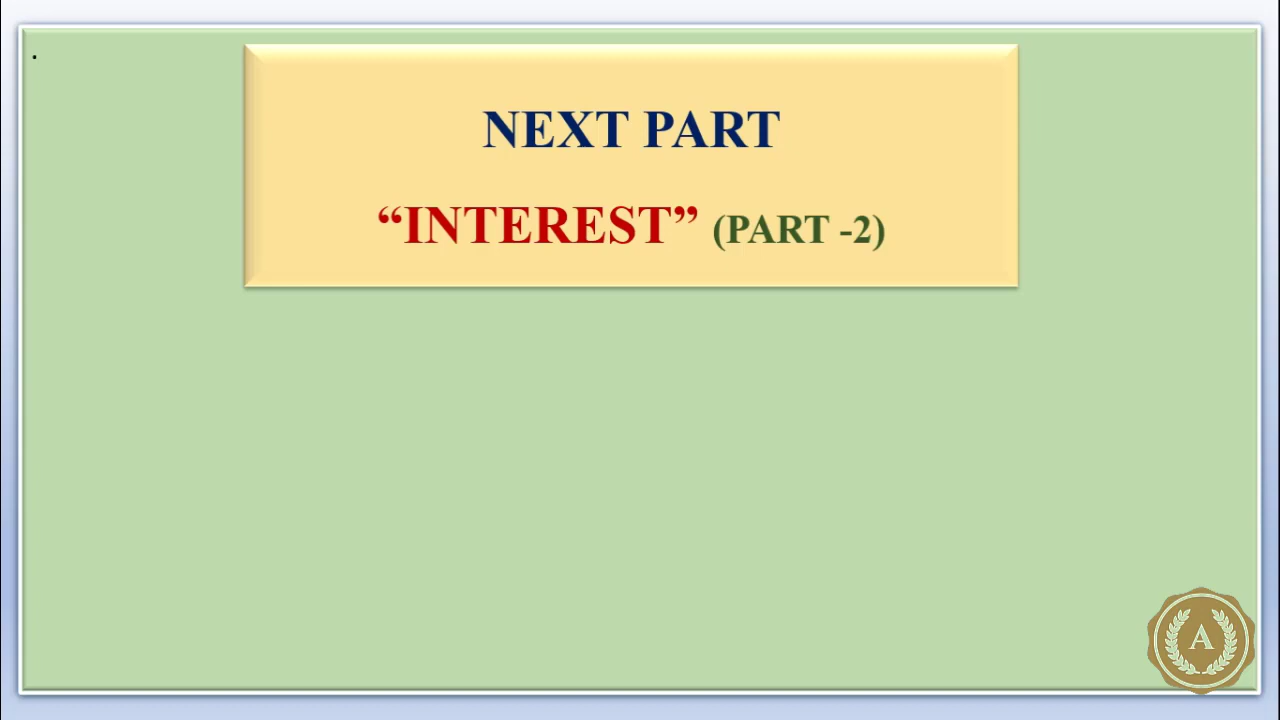 NEXT PART
“INTEREST” (PART -2)
A